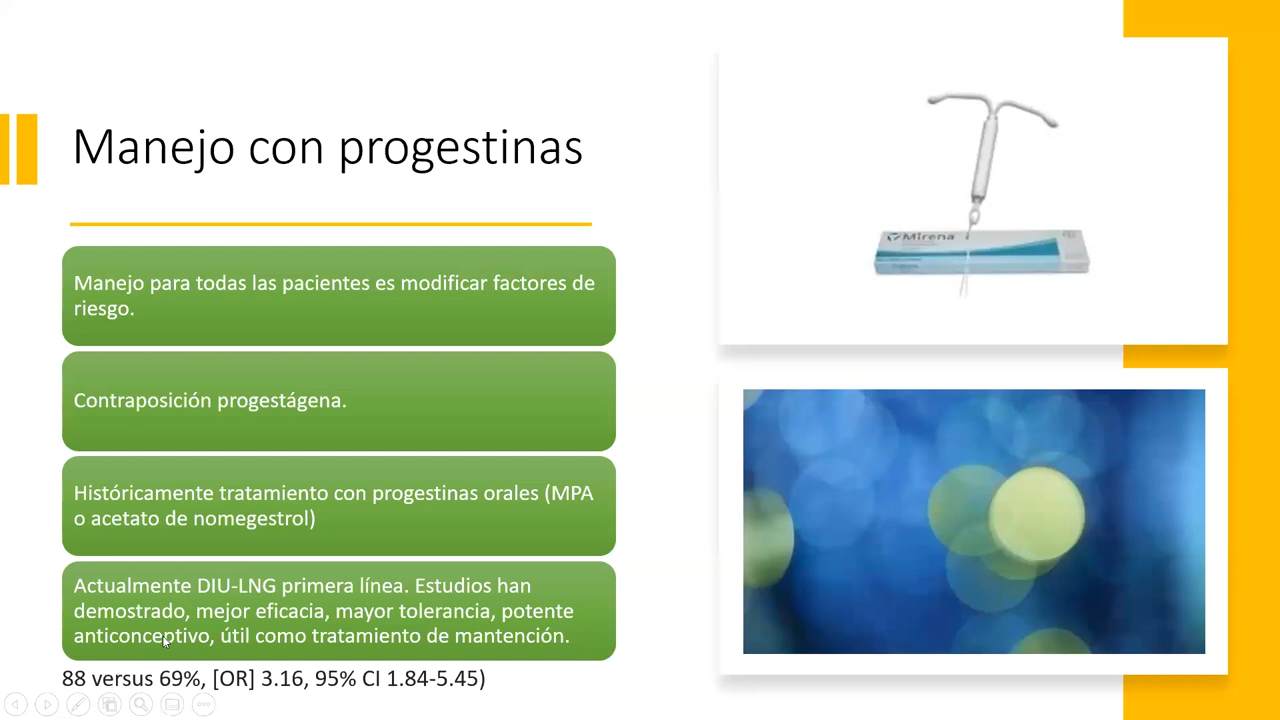 Manejo con progestinas
Manejo para todas las pacientes es modificar factores de
riesgo.
Contraposición progestágena.
Históricamente tratamiento con progestinas orales (MPA
o acetato de nomegestrol)
Actualmente DIU-LNG primera línea. Estudios han
demostrado, mejor eficacia, mayor tolerancia, potente
anticonceptivo, útil como tratamiento de mantención.
88 versus 69%, [OR] 3.16, 95% CI 1.84-5.45)
Mirena